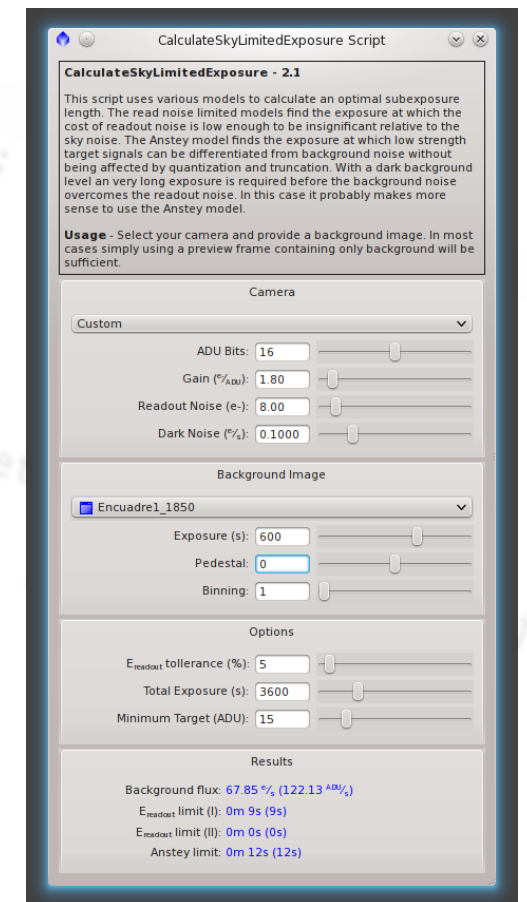 CalculateSkyLimitedExposure Script
CalculateSkyLimitedExposure - 2.1
This script uses various models to calculate an optimal subexposure
length. The read noise limited models find the exposure at which the
cost of readout noise is low enough to be insignificant relative to the
sky noise. The Anstey model finds the exposure at which low strength
target signals can be differentiated from background noise without
being affected by quantization and truncation. With a dark background
level an very long exposure is required before the background noise
overcomes the readout noise. In this case it probably makes more
sense to use the Anstey model.
Usage - Select your camera and provide a background image. In most
cases simply using a preview frame containing only background will be
sufficient.
Camera
Custom
ADU Bits: 16
Gain (e-/ADU): 1.80
Readout Noise (e-): 8.00
Dark Noise (e-/s): 0.1000
Background Image
Encuadre1_1850
Exposure (s): 600
Pedestal: 0
Binning: 1
Options
Ereadout tollerance (%): 5
Total Exposure (s): 3600
Minimum Target (ADU): 15
Results
Background flux: 67.85 e-/s (122.13 ADU/s)
Ereadout limit (I): 0m 9s (9s)
Ereadout limit (II): 0m 0s (0s)
Anstey limit: 0m 12s (12s)